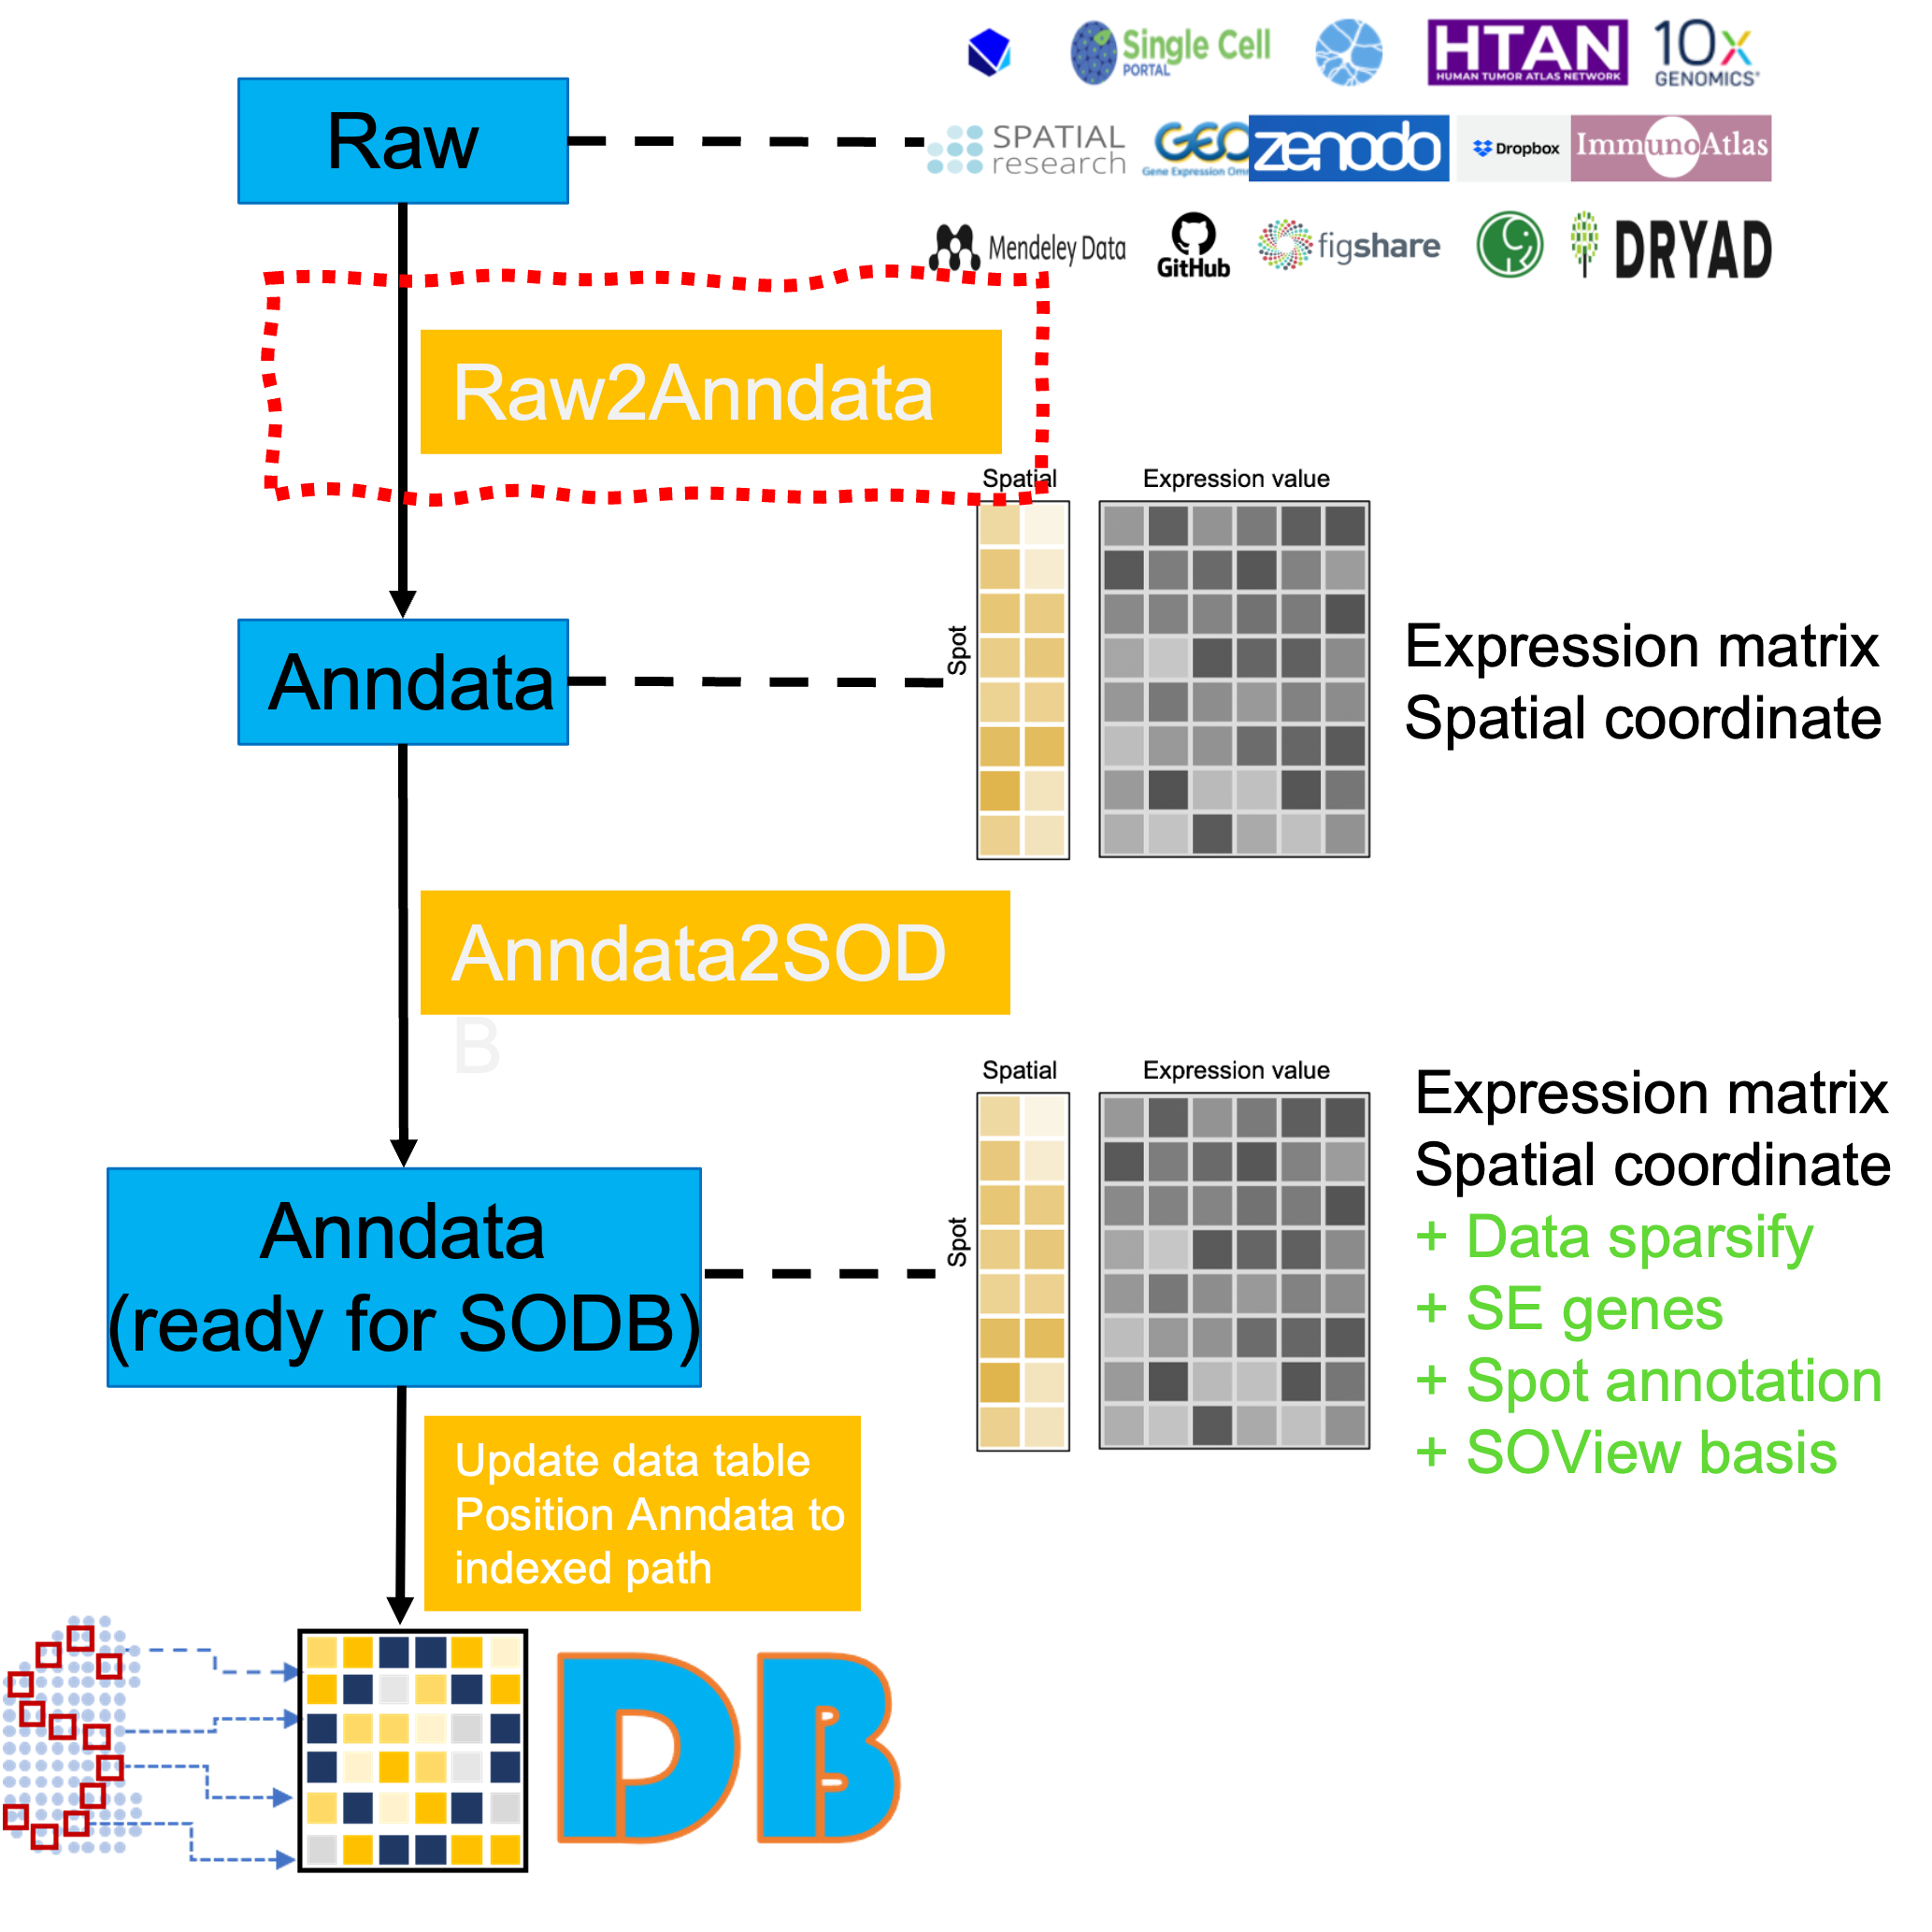 Single Cell
PORTAL
HTAN
HUMAN TUMOR ATLAS NETWORK
10x
GENOMICS
Raw
SPATIAL
research
GEO
Gene Expression Omn
zenodo
Dropbox
ImmunoAtlas
Mendeley Data
GitHub
figshare
DRYAD
Raw2Anndata
Spatial
Expression value
Spot
Anndata
Expression matrix
Spatial coordinate
Anndata2SOD
B
Spatial
Expression value
Spot
Anndata
(ready for SODB)
Expression matrix
Spatial coordinate
+ Data sparsify
+ SE genes
+ Spot annotation
+ SOView basis
Update data table
Position Anndata to
indexed path
DB